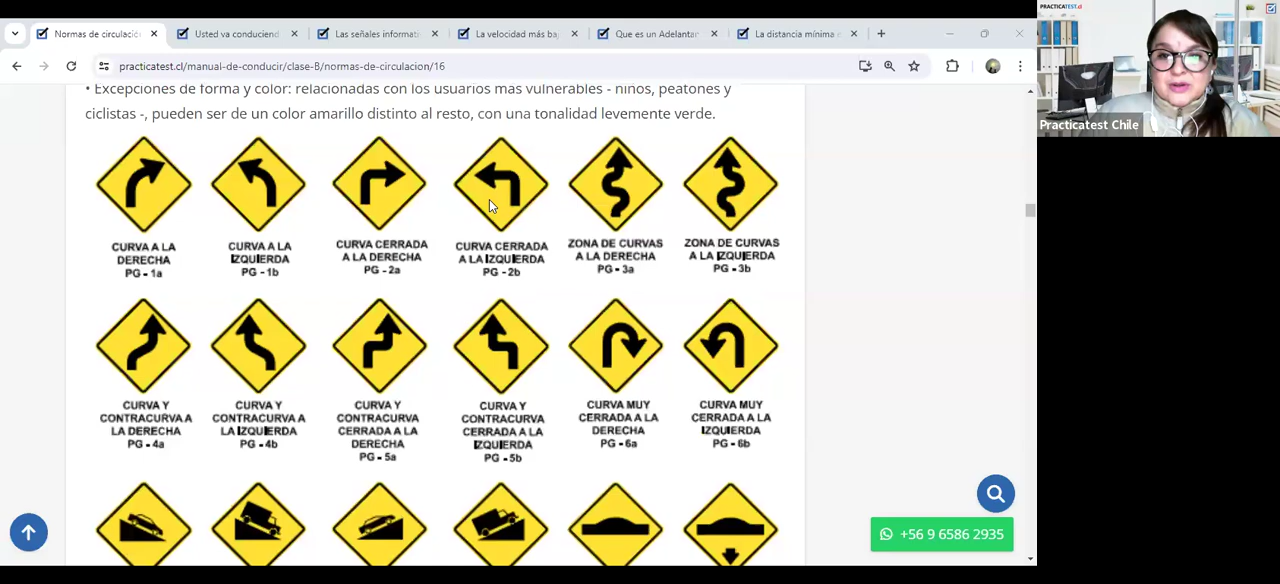 Normas de circulació
Usted va conduciend
Las señales informat
La velocidad más ba
Que es un Adelantar
La distancia mínima
practicatest.cl/manual-de-conducir/clase-B/normas-de-circulacion/16
PRACTICATEST.cl
Practicatest Chile
• Excepciones de forma y color: relacionadas con los usuarios más vulnerables - niños, peatones y
ciclistas -, pueden ser de un color amarillo distinto al resto, con una tonalidad levemente verde.
CURVA A LA
DERECHA
PG - 1a
CURVA A LA
IZQUIERDA
PG - 1b
CURVA CERRADA
A LA DERECHA
PG - 2a
CURVA CERRADA
A LA IZQUIERDA
PG - 2b
ZONA DE CURVAS
A LA DERECHA
PG - 3a
ZONA DE CURVAS
A LA IZQUIERDA
PG - 3b
CURVA Y
CONTRACURVA A
LA DERECHA
PG - 4a
CURVA Y
CONTRACURVA A
LA IZQUIERDA
PG - 4b
CURVA Y
CONTRACURVA
CERRADA A LA
DERECHA
PG - 5a
CURVA Y
CONTRACURVA
CERRADA A LA
IZQUIERDA
PG - 5b
CURVA MUY
CERRADA A LA
DERECHA
PG - 6a
CURVA MUY
CERRADA A LA
IZQUIERDA
PG - 6b
+56 9 6586 2935